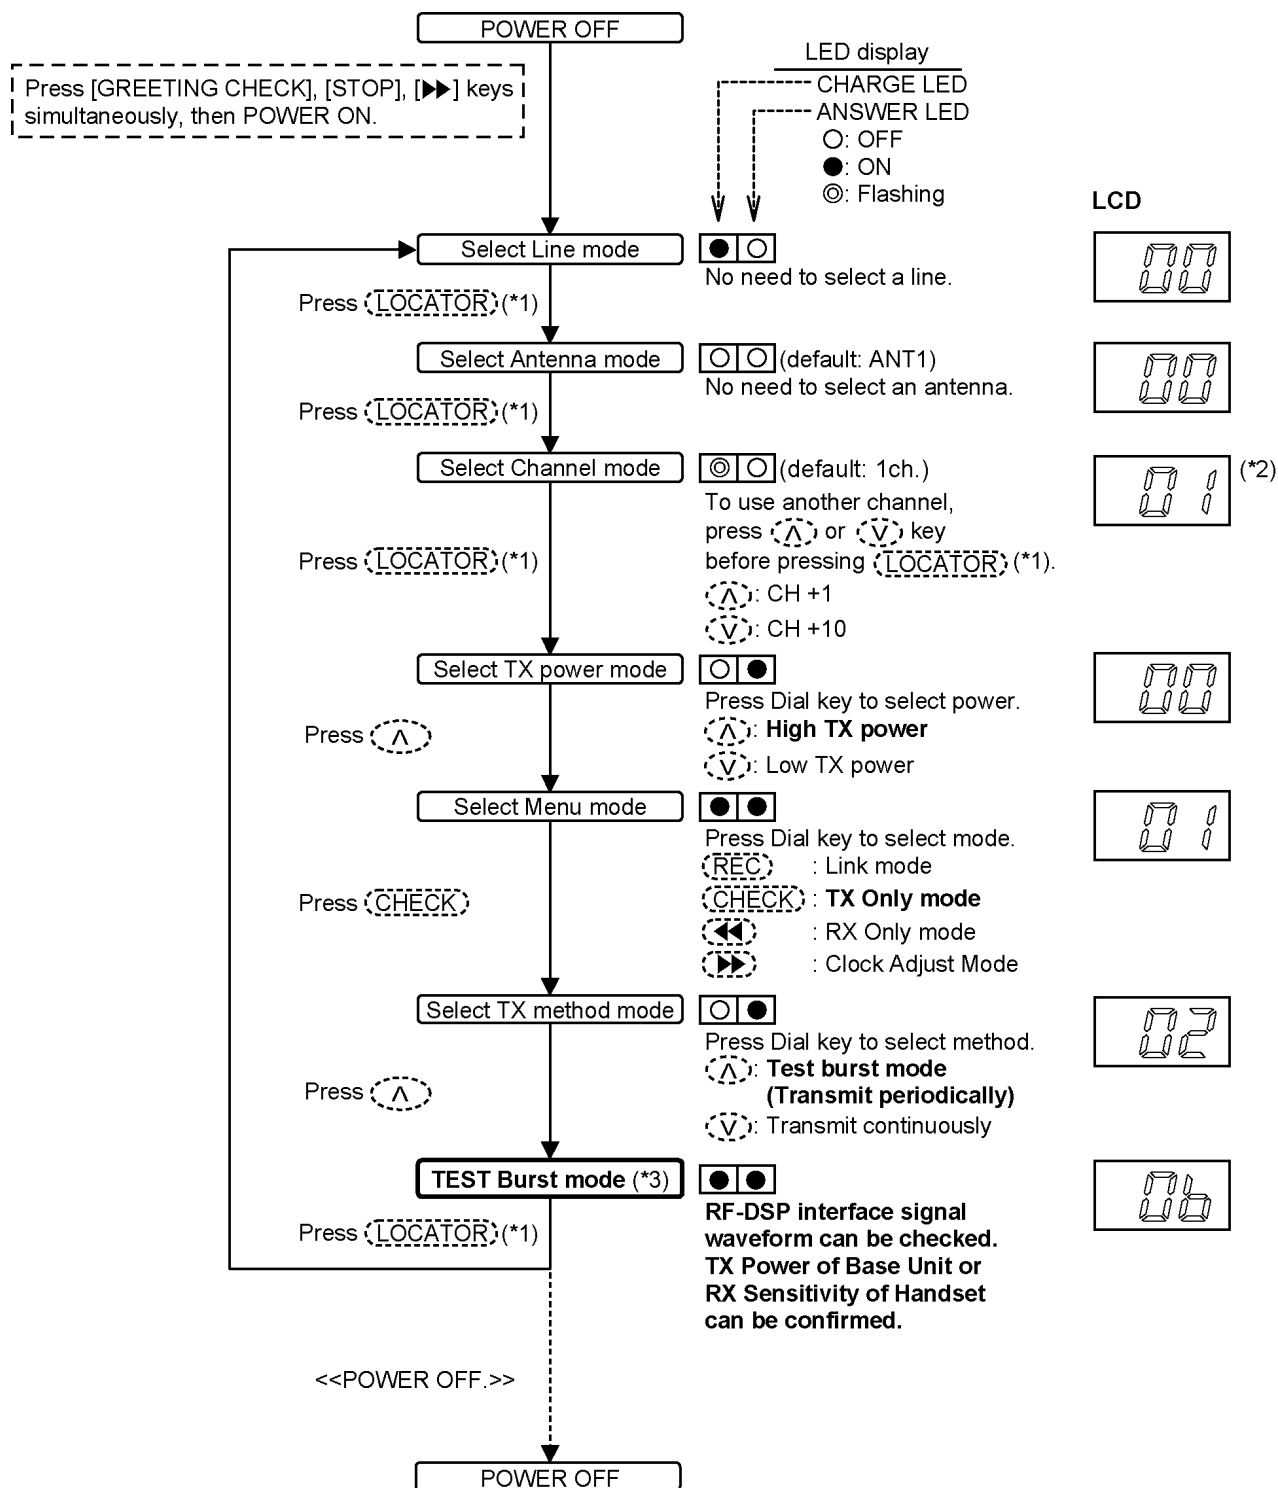 POWER OFF
Press [GREETING CHECK], [STOP], [▶▶] keys
simultaneously, then POWER ON.
LED display
CHARGE LED
ANSWER LED
○: OFF
●: ON
◎: Flashing
LCD
Select Line mode
No need to select a line.
00
Press LOCATOR (*1)
Select Antenna mode
(default: ANT1)
No need to select an antenna.
00
Press LOCATOR (*1)
Select Channel mode
(default: 1ch.)
01 (*2)
To use another channel,
press ∧ or ∨ key
before pressing LOCATOR (*1).
Press LOCATOR (*1)
∧: CH +1
∨: CH +10
Select TX power mode
00
Press Dial key to select power.
∧: High TX power
∨: Low TX power
Press ∧
Select Menu mode
01
Press Dial key to select mode.
REC : Link mode
CHECK : TX Only mode
◀◀ : RX Only mode
▶▶ : Clock Adjust Mode
Press CHECK
Select TX method mode
02
Press Dial key to select method.
∧: Test burst mode
(Transmit periodically)
∨: Transmit continuously
Press ∧
TEST Burst mode (*3)
06
RF-DSP interface signal
waveform can be checked.
TX Power of Base Unit or
RX Sensitivity of Handset
can be confirmed.
Press LOCATOR (*1)
<<POWER OFF.>>
POWER OFF